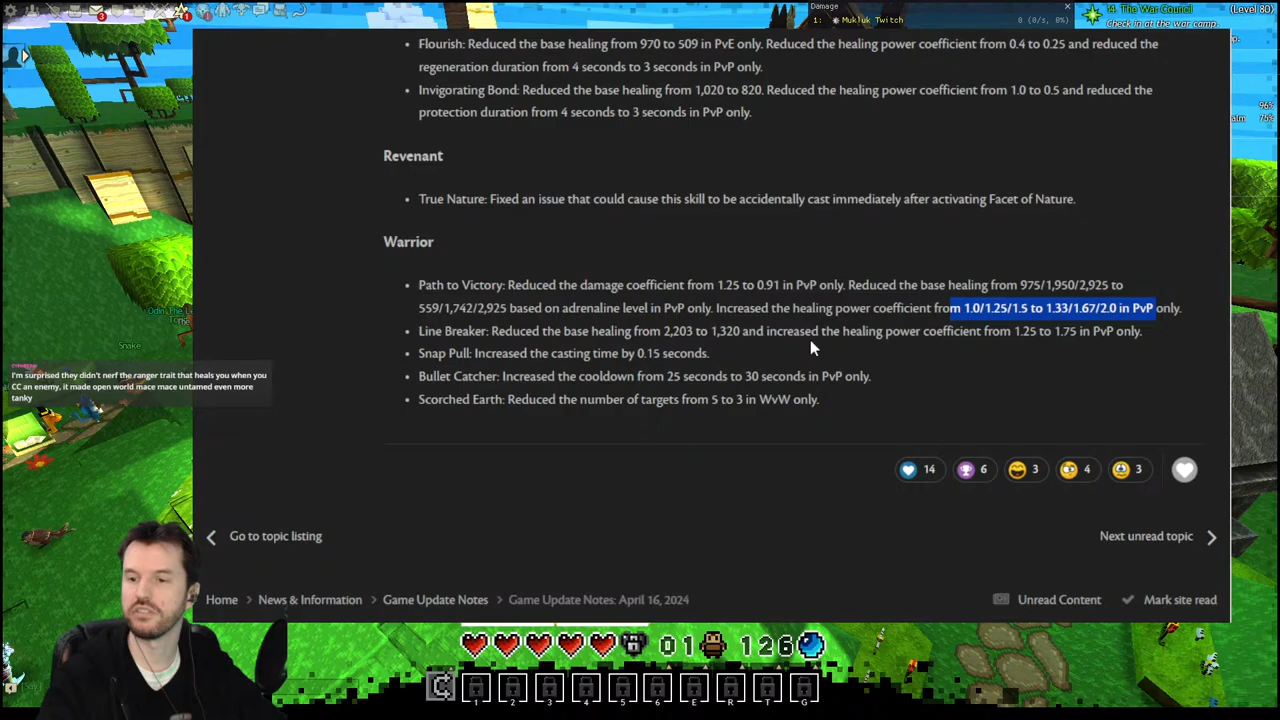 Damage
1: Mukluk Twitch 0 (0/s, 0%)
14. The War Council (Level 80)
Check in at the war camp.
• Flourish: Reduced the base healing from 970 to 509 in PvE only. Reduced the healing power coefficient from 0.4 to 0.25 and reduced the
regeneration duration from 4 seconds to 3 seconds in PvP only.
• Invigorating Bond: Reduced the base healing from 1,020 to 820. Reduced the healing power coefficient from 1.0 to 0.5 and reduced the
protection duration from 4 seconds to 3 seconds in PvP only.
96%
75%
Revenant
• True Nature: Fixed an issue that could cause this skill to be accidentally cast immediately after activating Facet of Nature.
Warrior
• Path to Victory: Reduced the damage coefficient from 1.25 to 0.91 in PvP only. Reduced the base healing from 975/1,950/2,925 to
559/1,742/2,925 based on adrenaline level in PvP only. Increased the healing power coefficient from 1.0/1.25/1.5 to 1.33/1.67/2.0 in PvP only.
• Line Breaker: Reduced the base healing from 2,203 to 1,320 and increased the healing power coefficient from 1.25 to 1.75 in PvP only.
• Snap Pull: Increased the casting time by 0.15 seconds.
• Bullet Catcher: Increased the cooldown from 25 seconds to 30 seconds in PvP only.
• Scorched Earth: Reduced the number of targets from 5 to 3 in WvW only.
Snake
I'm surprised they didn't nerf the ranger trait that heals you when you
CC an enemy, it made open world mace mace untamed even more
tanky
14 6 3 4 3
Go to topic listing
Next unread topic
Home > News & Information > Game Update Notes > Game Update Notes: April 16, 2024
Unread Content Mark site read
01 126
C 1 2 3 4 5 6 E R T G